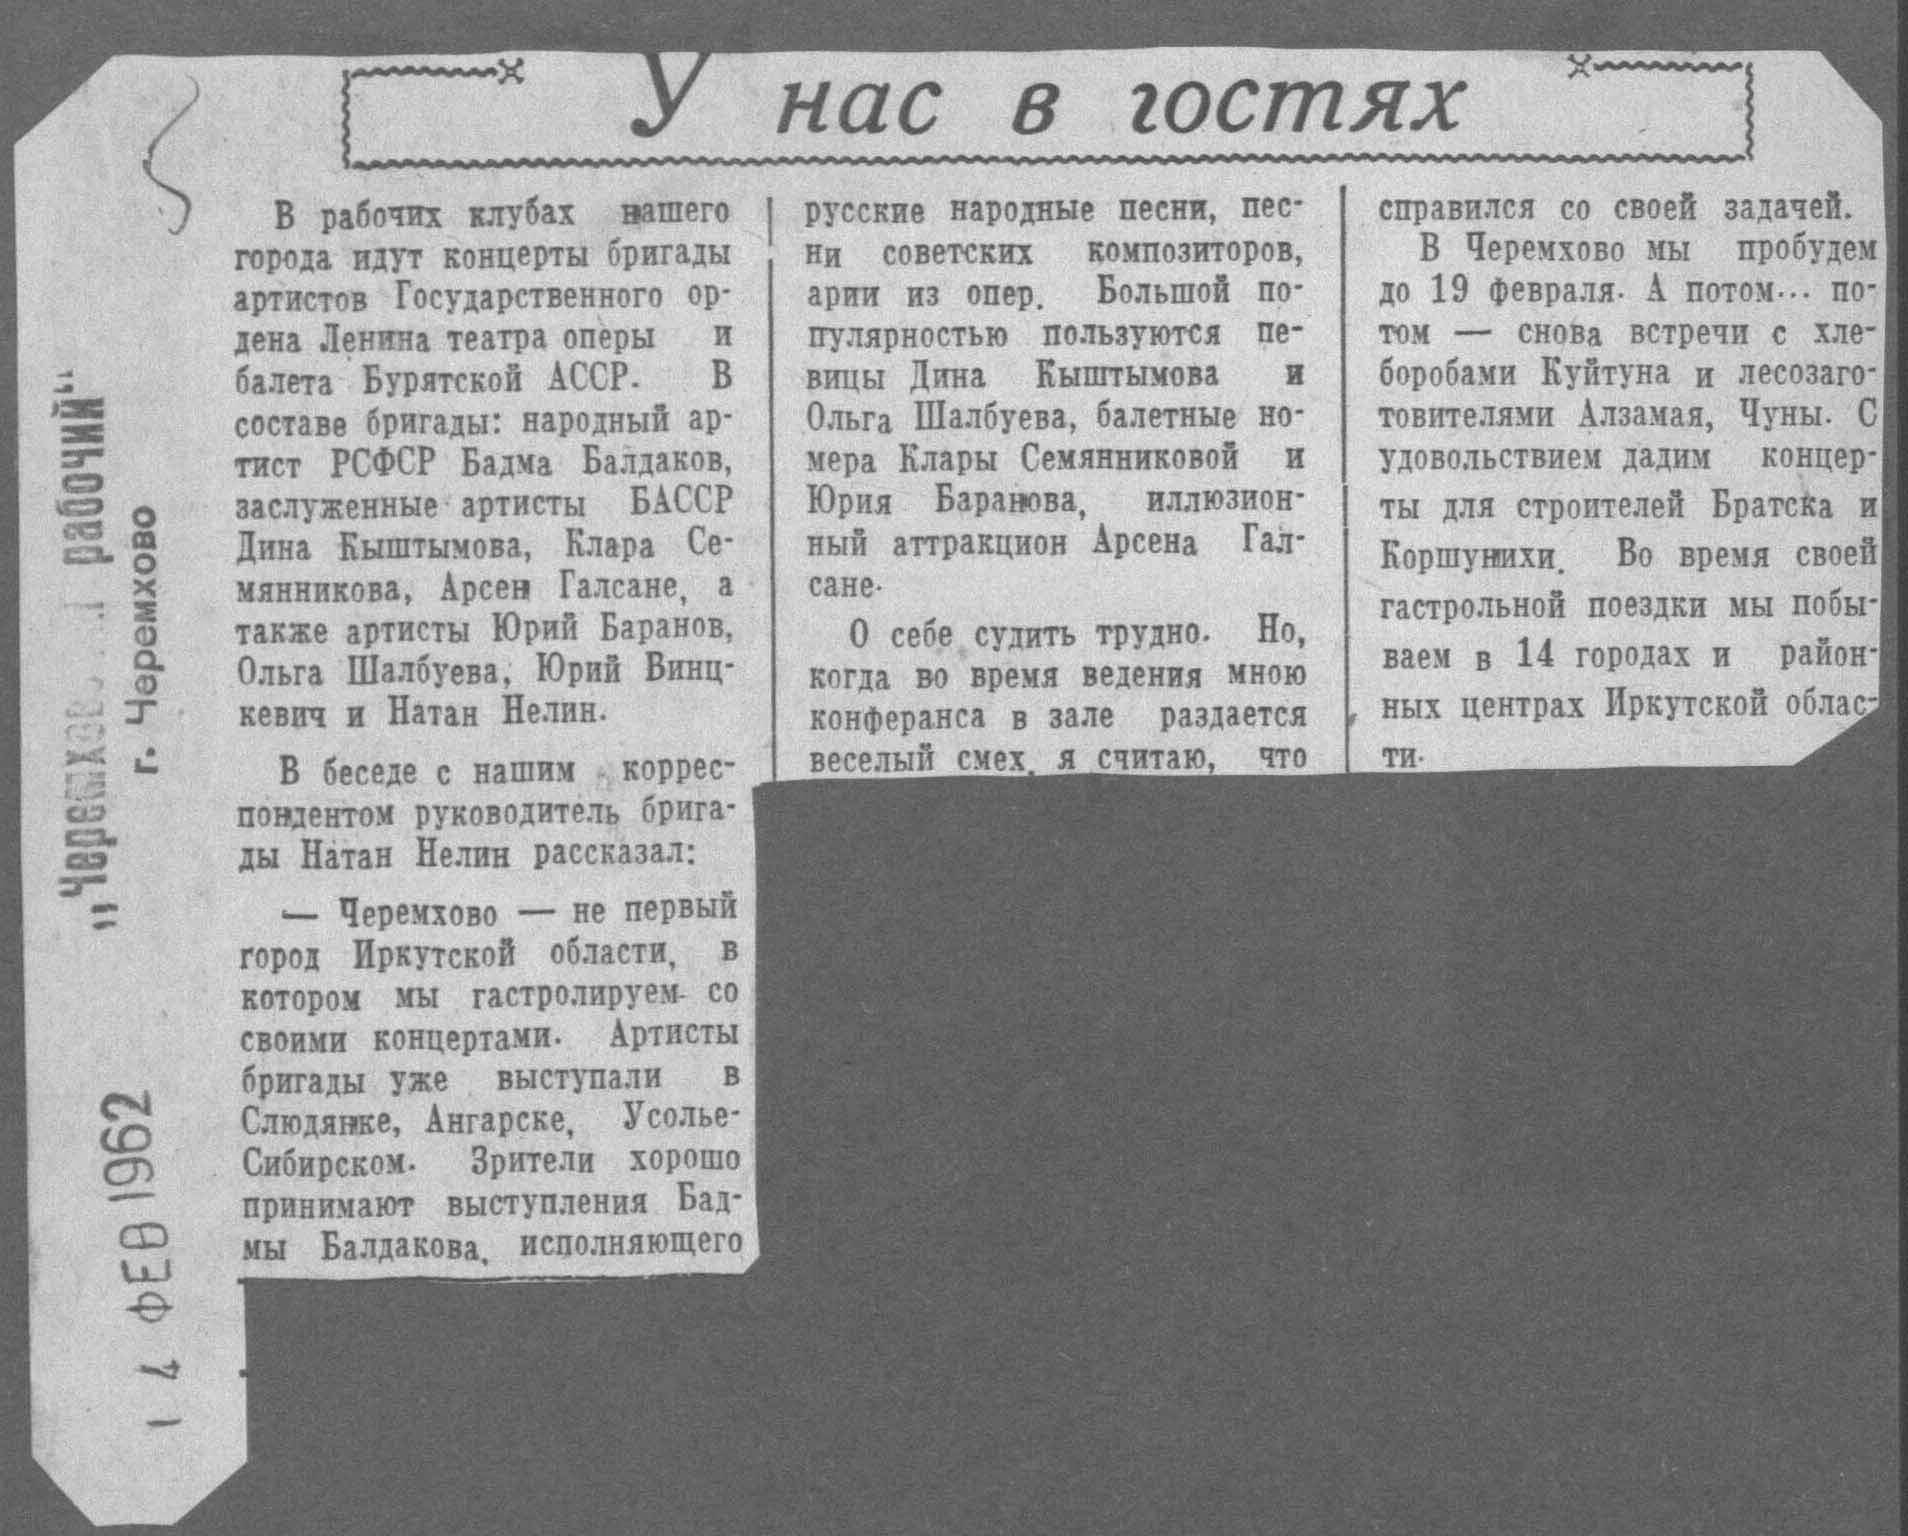 У нас в гостях
В рабочих клубах нашего
города идут концерты бригады
артистов Государственного ор-
дена Ленина театра оперы и
балета Бурятской АССР. В
составе бригады: народный ар-
тист РСФСР Бадма Балдаков,
заслуженные артисты БАССР
Дина Кыштымова, Клара Се-
мянникова, Арсен Галсане, а
также артисты Юрий Баранов,
Ольга Шалбуева, Юрий Винц-
кевич и Натан Нелин.
В беседе с нашим коррес-
пондентом руководитель брига-
ды Натан Нелин рассказал:
— Черемхово — не первый
город Иркутской области, в
котором мы гастролируем со
своими концертами. Артисты
бригады уже выступали в
Слюдянке, Ангарске, Усолье-
Сибирском. Зрители хорошо
принимают выступления Бад-
мы Балдакова, исполняющего
русские народные песни, пес-
ни советских композиторов,
арии из опер. Большой по-
пулярностью пользуются пе-
вицы Дина Кыштымова и
Ольга Шалбуева, балетные но-
мера Клары Семянниковой и
Юрия Баранова, иллюзион-
ный аттракцион Арсена Гал-
сане.
О себе судить трудно. Но,
когда во время ведения мною
конферанса в зале раздается
веселый смех, я считаю, что
справился со своей задачей.
В Черемхово мы пробудем
до 19 февраля. А потом... по-
том — снова встречи с хле-
боробами Куйтуна и лесозаго-
товителями Алзамая, Чуны. С
удовольствием дадим концер-
ты для строителей Братска и
Коршунихи. Во время своей
гастрольной поездки мы побы-
ваем в 14 городах и район-
ных центрах Иркутской облас-
ти.
рабочий"
г. Черемхово
1 4 ФЕВ 1962